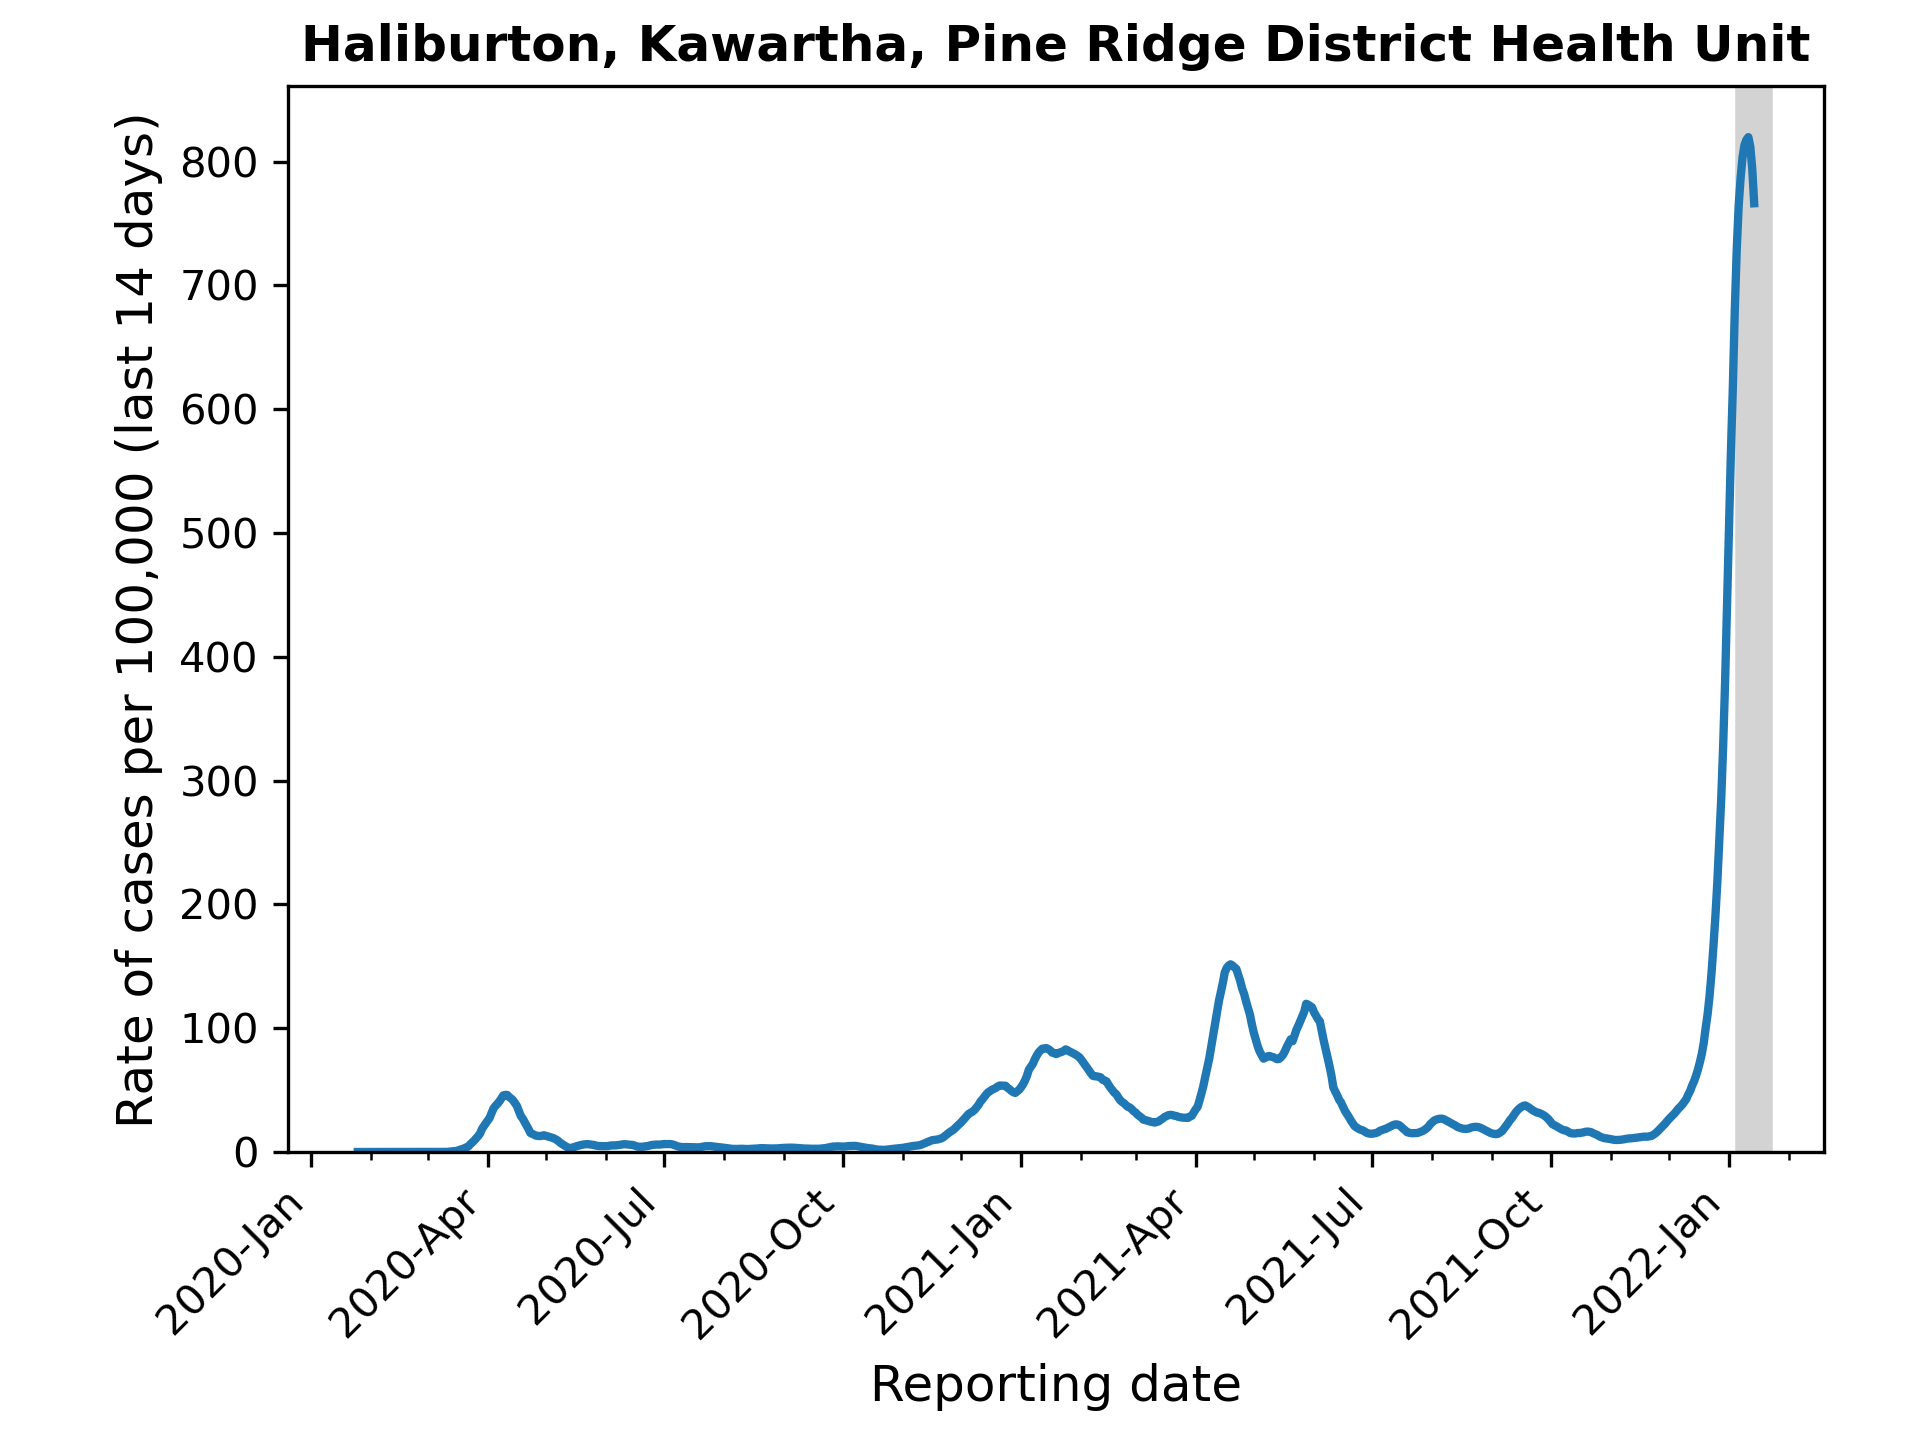 Haliburton, Kawartha, Pine Ridge District Health Unit
Rate of cases per 100,000 (last 14 days)
800
700
600
500
400
300
200
100
0
2020-Jan
2020-Apr
2020-Jul
2020-Oct
2021-Jan
2021-Apr
2021-Jul
2021-Oct
2022-Jan
Reporting date